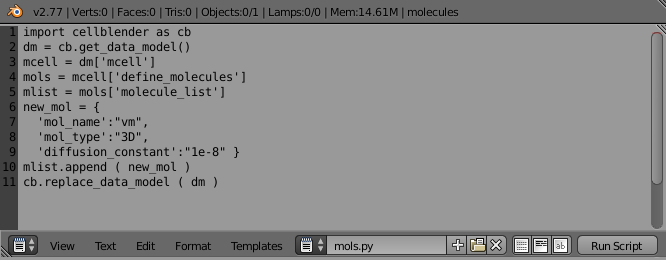 v2.77 | Verts:0 | Faces:0 | Tris:0 | Objects:0/1 | Lamps:0/0 | Mem:14.61M | molecules
1 import cellblender as cb
2 dm = cb.get_data_model()
3 mcell = dm['mcell']
4 mols = mcell['define_molecules']
5 mlist = mols['molecule_list']
6 new_mol = {
7   'mol_name':"vm",
8   'mol_type':"3D",
9   'diffusion_constant':"1e-8" }
10 mlist.append ( new_mol )
11 cb.replace_data_model ( dm )
View Text Edit Format Templates mols.py ab Run Script